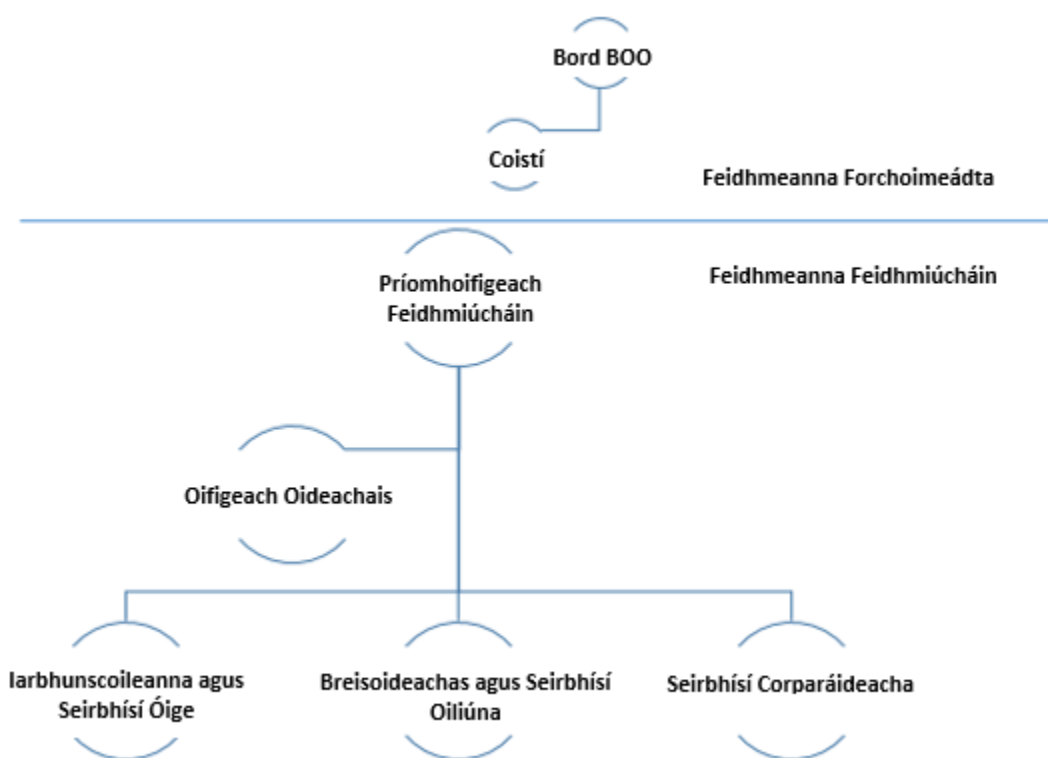 Bord BOO
Coistí
Feidhmeanna Forchoimeádta
Príomhoifigeach
Feidhmiúcháin
Feidhmeanna Feidhmiúcháin
Oifigeach Oideachais
Iarbhunscoileanna agus
Seirbhísí Óige
Breisoideachas agus Seirbhísí
Oiliúna
Seirbhísí Corparáideacha